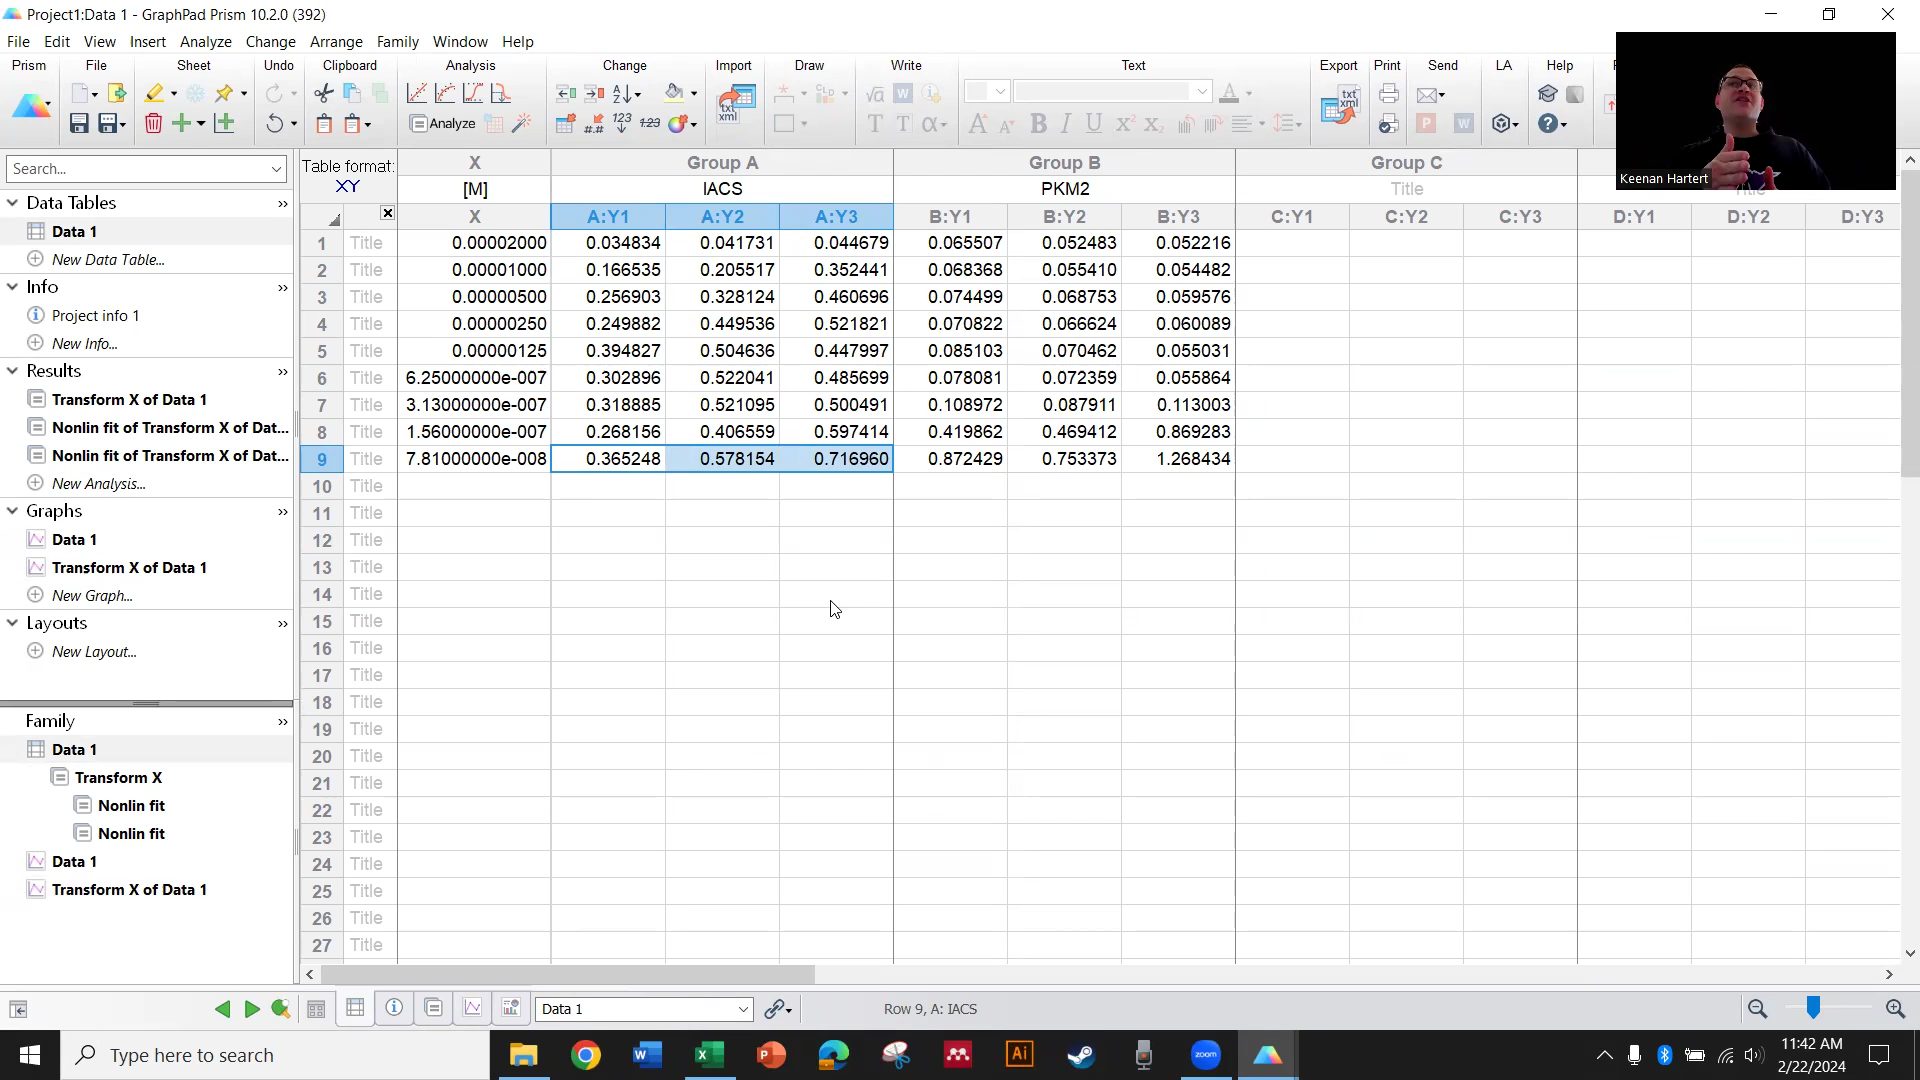 Project1:Data 1 - GraphPad Prism 10.2.0 (392)
File Edit View Insert Analyze Change Arrange Family Window Help
Prism File Sheet Undo Clipboard Analysis Change Import Draw Write Text Export Print Send LA Help
Analyze
Keenan Hartert
Search...
Data Tables
Data 1
New Data Table...
Info
Project info 1
New Info...
Results
Transform X of Data 1
Nonlin fit of Transform X of Dat...
Nonlin fit of Transform X of Dat...
New Analysis...
Graphs
Data 1
Transform X of Data 1
New Graph...
Layouts
New Layout...
Family
Data 1
Transform X
Nonlin fit
Nonlin fit
Data 1
Transform X of Data 1
Table format: X Group A Group B Group C
XY [M] IACS PKM2 Title Title
X A:Y1 A:Y2 A:Y3 B:Y1 B:Y2 B:Y3 C:Y1 C:Y2 C:Y3 D:Y1 D:Y2 D:Y3
1 Title 0.00002000 0.034834 0.041731 0.044679 0.065507 0.052483 0.052216
2 Title 0.00001000 0.166535 0.205517 0.352441 0.068368 0.055410 0.054482
3 Title 0.00000500 0.256903 0.328124 0.460696 0.074499 0.068753 0.059576
4 Title 0.00000250 0.249882 0.449536 0.521821 0.070822 0.066624 0.060089
5 Title 0.00000125 0.394827 0.504636 0.447997 0.085103 0.070462 0.055031
6 Title 6.25000000e-007 0.302896 0.522041 0.485699 0.078081 0.072359 0.055864
7 Title 3.13000000e-007 0.318885 0.521095 0.500491 0.108972 0.087911 0.113003
8 Title 1.56000000e-007 0.268156 0.406559 0.597414 0.419862 0.469412 0.869283
9 Title 7.81000000e-008 0.365248 0.578154 0.716960 0.872429 0.753373 1.268434
10 Title
11 Title
12 Title
13 Title
14 Title
15 Title
16 Title
17 Title
18 Title
19 Title
20 Title
21 Title
22 Title
23 Title
24 Title
25 Title
26 Title
27 Title
Data 1
Row 9, A: IACS
Type here to search
zoom
11:42 AM
2/22/2024